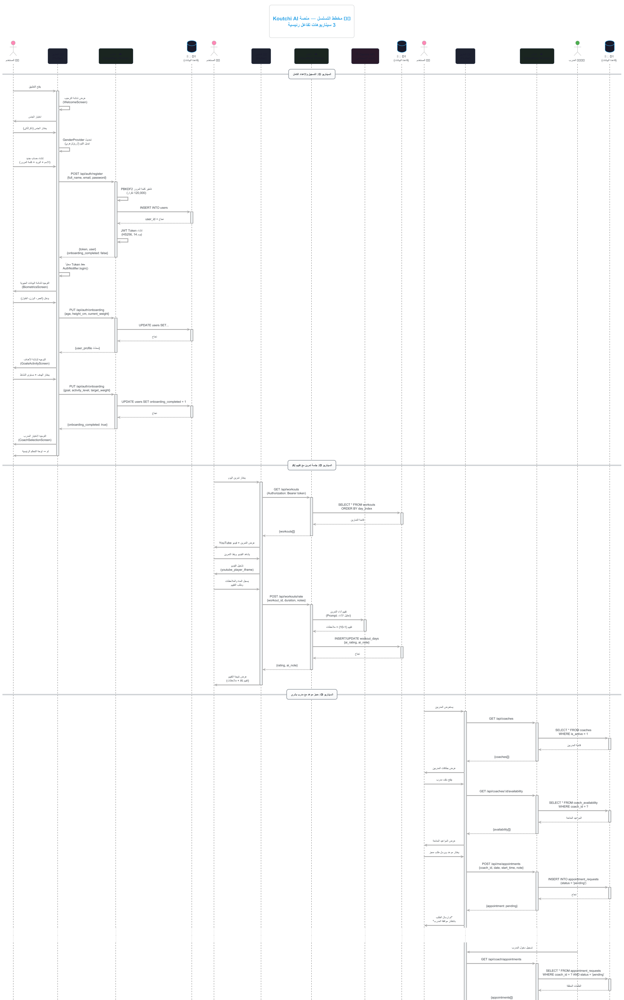 مخطط التسلسل — منصة Koutchi AI
3 سيناريوهات تفاعل رئيسية
المستخدم
D1
(قاعدة البيانات)
المستخدم
D1
(قاعدة البيانات)
المستخدم
المدرب
D1
(قاعدة البيانات)
السيناريو ①: التسجيل والإعداد الكامل
يفتح التطبيق
عرض شاشة الترحيب
(WelcomeScreen)
اختيار الجنس
يختار الجنس (ذكر/أنثى)
تحديث GenderProvider
تبديل الثيم (أزرق/زهري)
إنشاء حساب جديد
(الاسم + البريد + كلمة المرور)
POST /api/auth/register
{full_name, email, password}
تشفير كلمة المرور PBKDF2
(120,000 تكرار)
INSERT INTO users
نجاح + user_id
إنشاء JWT Token
(HS256, 14 يوم)
{token, user}
{onboarding_completed: false}
حفظ Token محلياً
AuthNotifier.login()
التوجيه لشاشة البيانات الحيوية
(BiometricsScreen)
يدخل (العمر، الوزن، الطول)
PUT /api/auth/onboarding
{age, height_cm, current_weight}
UPDATE users SET...
نجاح
{user_profile محدّث}
التوجيه لشاشة الأهداف
(GoalsActivityScreen)
يختار الهدف + مستوى النشاط
PUT /api/auth/onboarding
{goal, activity_level, target_weight}
UPDATE users SET onboarding_completed = 1
نجاح
{onboarding_completed: true}
التوجيه لاختيار المدرب
(CoachSelectionScreen)
ثم → لوحة التحكم الرئيسية
السيناريو ②: جلسة تمرين مع تقييم AI
يختار تمرين اليوم
GET /api/workouts
(Authorization: Bearer token)
SELECT * FROM workouts
ORDER BY day_index
قائمة التمارين
{workouts[]}
عرض التمرين + فيديو YouTube
يشاهد الفيديو وينفذ التمرين
تشغيل الفيديو
(youtube_player_iframe)
يسجل المدة والملاحظات
وطلب التقييم
POST /api/workouts/rate
{workout_id, duration, notes}
تقييم أداء التمرين
(Prompt: تحليل الأداء)
تقييم (1-10) + ملاحظات
INSERT/UPDATE workout_days
{ai_rating, ai_note}
نجاح
{rating, ai_note}
عرض نتيجة التقييم
(تقييم AI + ملاحظات)
السيناريو ③: حجز موعد مع مدرب بشري
يستعرض المدربين
GET /api/coaches
SELECT * FROM coaches
WHERE is_active = 1
قائمة المدربين
{coaches[]}
عرض بطاقات المدربين
يفتح ملف مدرب
GET /api/coaches/:id/availability
SELECT * FROM coach_availability
WHERE coach_id = ?
المواعيد المتاحة
{availability[]}
عرض المواعيد المتاحة
يختار موعد ويرسل طلب حجز
POST /api/me/appointments
{coach_id, date, start_time, note}
INSERT INTO appointment_requests
(status = 'pending')
نجاح
{appointment: pending}
"تم إرسال الطلب
بانتظار موافقة المدرب"
تسجيل دخول المدرب
GET /api/coach/appointments
SELECT * FROM appointment_requests
WHERE coach_id = ? AND status = 'pending'
الطلبات المعلقة
{appointments[]}